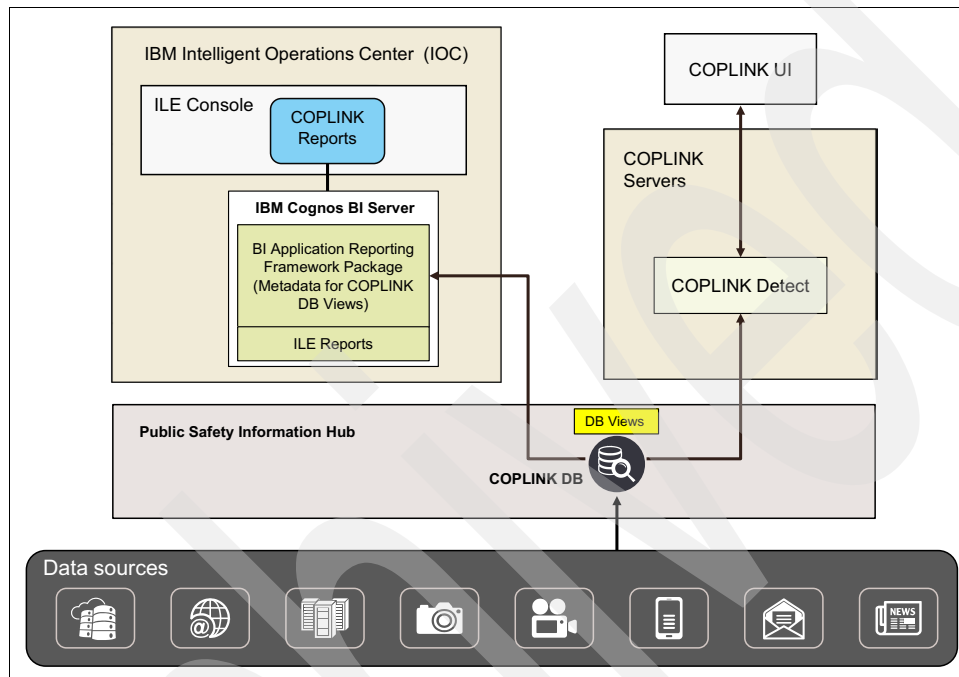 IBM Intelligent Operations Center (IOC)
ILE Console
COPLINK
Reports
IBM Cognos BI Server
BI Application Reporting
Framework Package
(Metadata for COPLINK
DB Views)
ILE Reports
COPLINK UI
COPLINK
Servers
COPLINK Detect
Public Safety Information Hub
DB Views
COPLINK DB
Data sources
@
NEWS